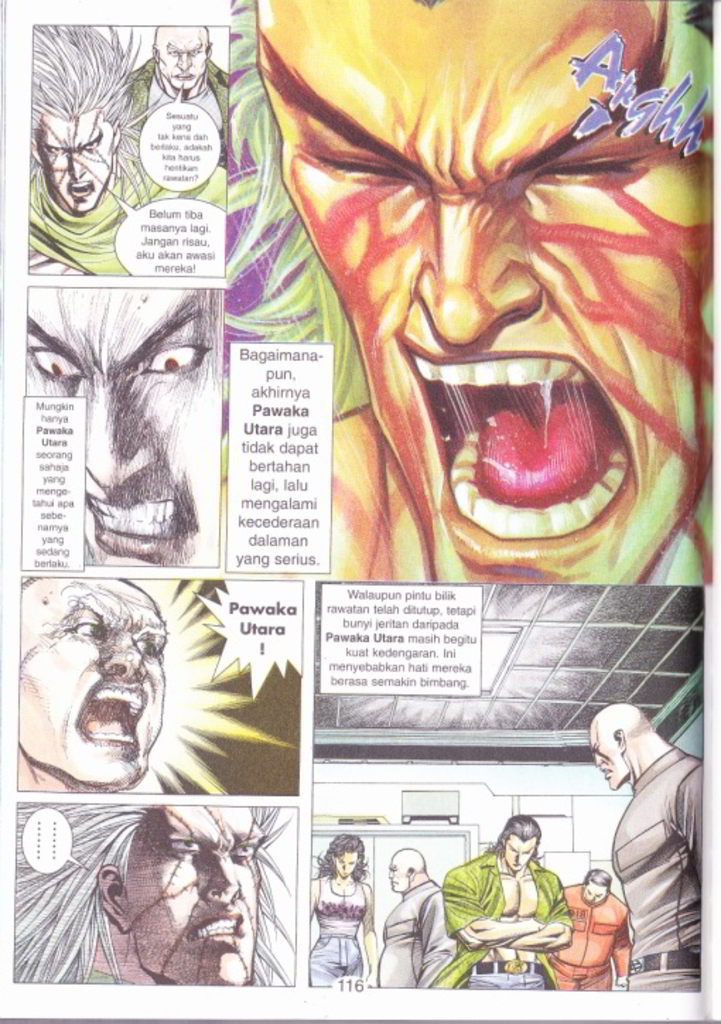 Sesuatu
yang
tak kena dah
berlaku, adakah
kita harus
hentikan
rawatan?
Belum tiba
masanya lagi.
Jangan risau,
aku akan awasi
mereka!
Akghh
Mungkin
hanya
Pawaka
Utara
seorang
sahaja
yang
menge-
tahui apa
sebe-
narnya
yang
sedang
berlaku.
Bagaimana-
pun,
akhirnya
Pawaka
Utara juga
tidak dapat
bertahan
lagi, lalu
mengalami
kecederaan
dalaman
yang serius.
Pawaka
Utara
!
Walaupun pintu bilik
rawatan telah ditutup, tetapi
bunyi jeritan daripada
Pawaka Utara masih begitu
kuat kedengaran. Ini
menyebabkan hati mereka
berasa semakin bimbang.
......
116